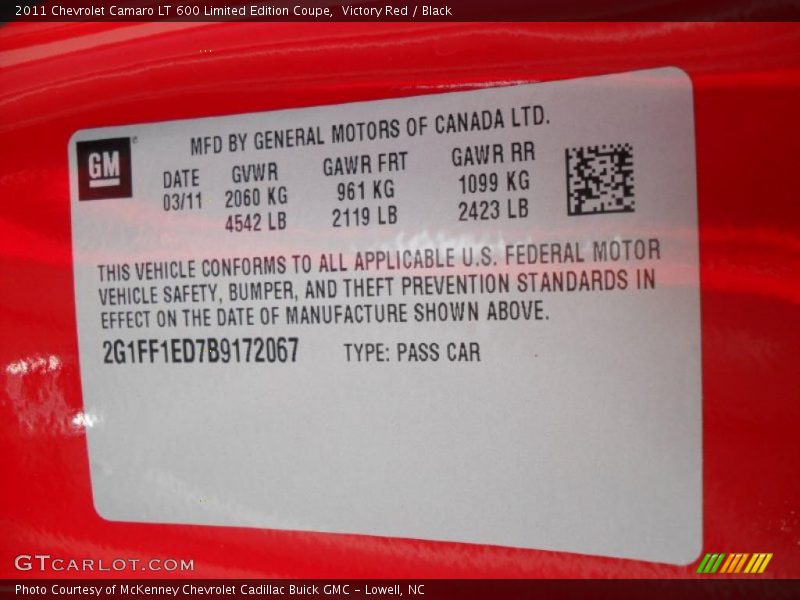 2011 Chevrolet Camaro LT 600 Limited Edition Coupe, Victory Red / Black
GM
MFD BY GENERAL MOTORS OF CANADA LTD.
DATE GVWR GAWR FRT GAWR RR
03/11 2060 KG 961 KG 1099 KG
4542 LB 2119 LB 2423 LB
THIS VEHICLE CONFORMS TO ALL APPLICABLE U.S. FEDERAL MOTOR
VEHICLE SAFETY, BUMPER, AND THEFT PREVENTION STANDARDS IN
EFFECT ON THE DATE OF MANUFACTURE SHOWN ABOVE.
2G1FF1ED7B9172067 TYPE: PASS CAR
GTCARLOT.COM
Photo Courtesy of McKenney Chevrolet Cadillac Buick GMC - Lowell, NC